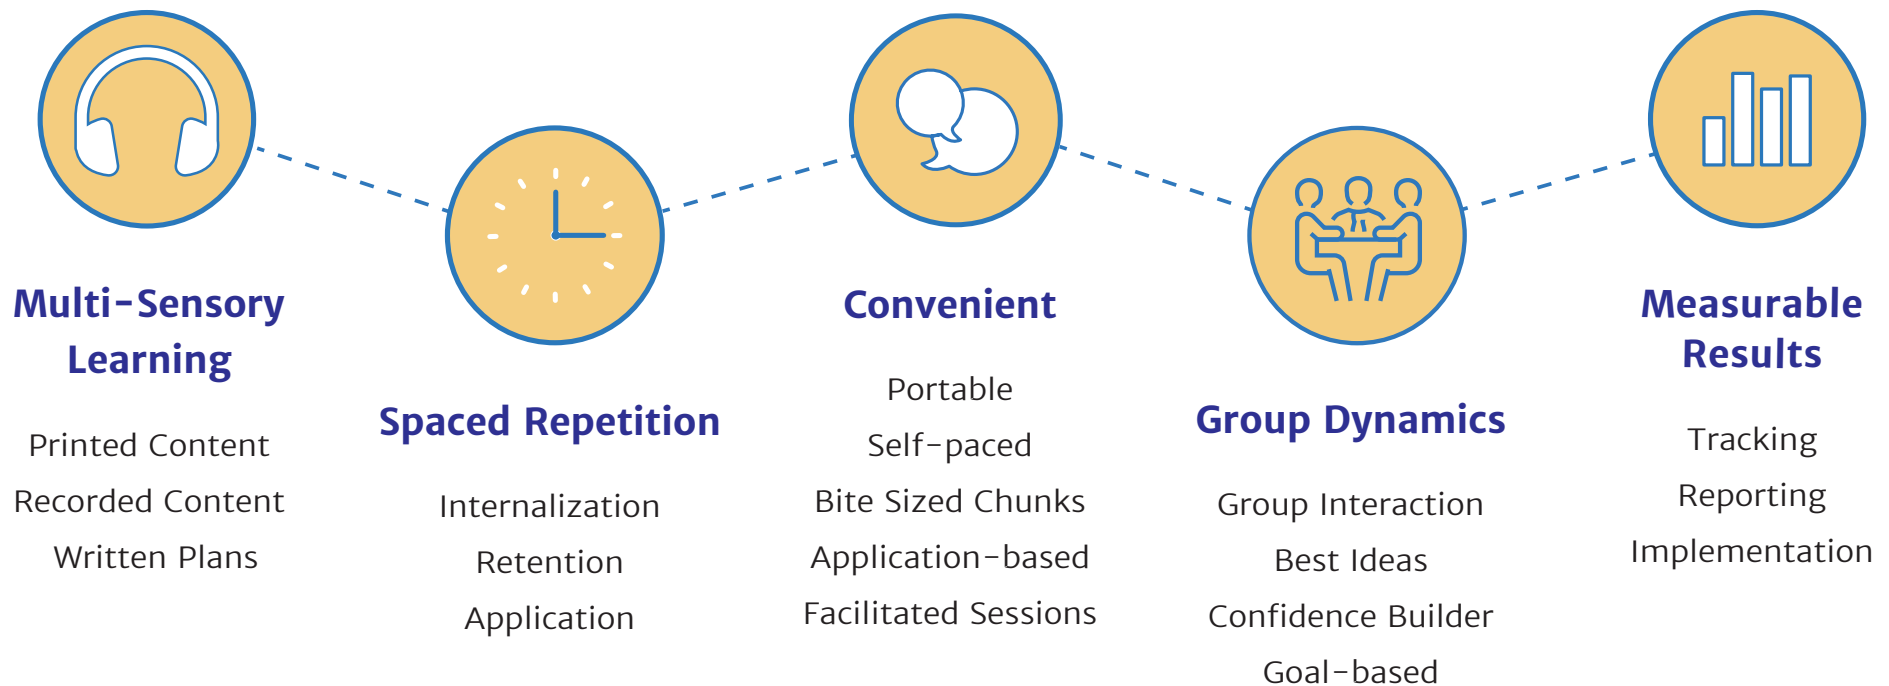 Multi-Sensory
Learning
Printed Content
Recorded Content
Written Plans
Spaced Repetition
Internalization
Retention
Application
Convenient
Portable
Self-paced
Bite Sized Chunks
Application-based
Facilitated Sessions
Group Dynamics
Group Interaction
Best Ideas
Confidence Builder
Goal-based
Measurable
Results
Tracking
Reporting
Implementation